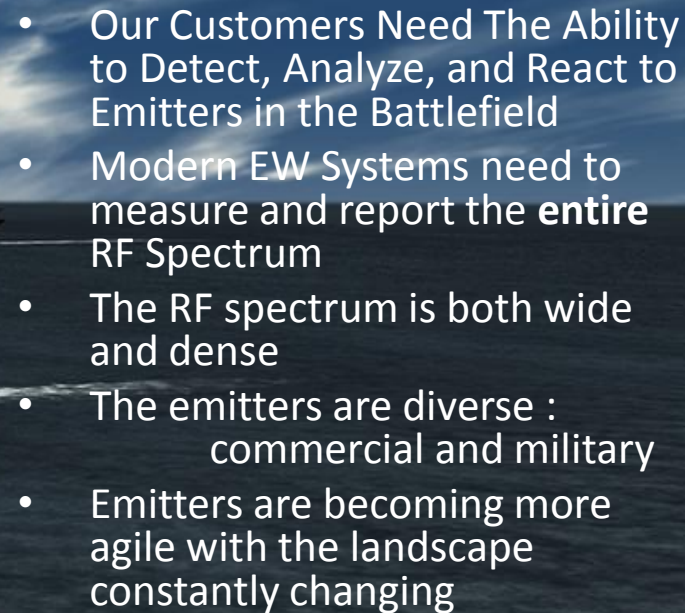 • Our Customers Need The Ability
to Detect, Analyze, and React to
Emitters in the Battlefield
• Modern EW Systems need to
measure and report the entire
RF Spectrum
• The RF spectrum is both wide
and dense
• The emitters are diverse :
commercial and military
• Emitters are becoming more
agile with the landscape
constantly changing